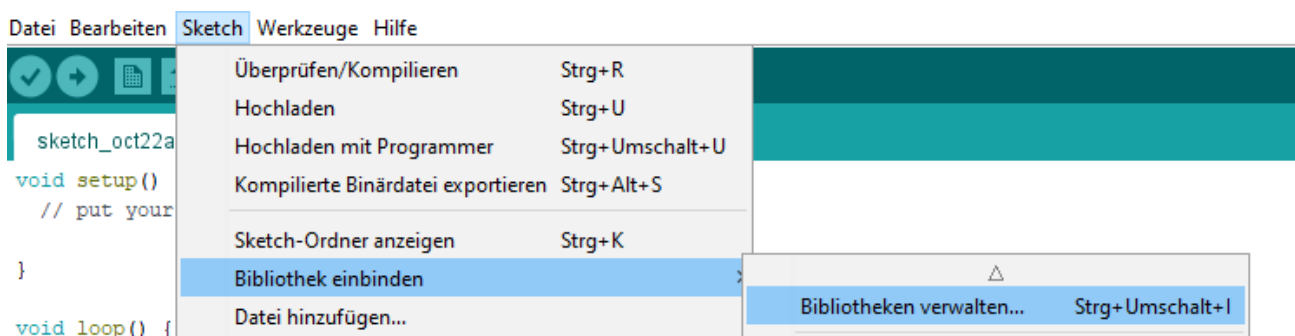 Datei Bearbeiten Sketch Werkzeuge Hilfe
Überprüfen/Kompilieren Strg+R
Hochladen Strg+U
sketch_oct22a
Hochladen mit Programmer Strg+Umschalt+U
void setup()
Kompilierte Binärdatei exportieren Strg+Alt+S
// put your
Sketch-Ordner anzeigen Strg+K
}
Bibliothek einbinden
Bibliotheken verwalten... Strg+Umschalt+I
Datei hinzufügen...
void loop() {